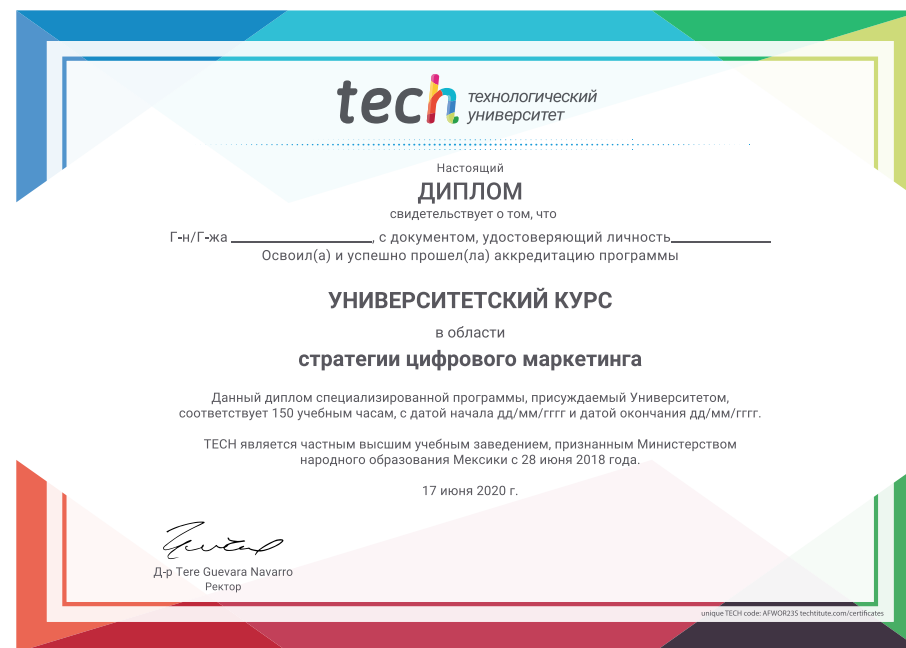 tech технологический
университет
Настоящий
ДИПЛОМ
свидетельствует о том, что
Г-н/Г-жа ____________________, с документом, удостоверяющий личность______________
Освоил(а) и успешно прошел(ла) аккредитацию программы
УНИВЕРСИТЕТСКИЙ КУРС
в области
стратегии цифрового маркетинга
Данный диплом специализированной программы, присуждаемый Университетом,
соответствует 150 учебным часам, с датой начала дд/мм/гггг и датой окончания дд/мм/гггг.
TECH является частным высшим учебным заведением, признанным Министерством
народного образования Мексики с 28 июня 2018 года.
17 июня 2020 г.
Д-р Tere Guevara Navarro
Ректор
unique TECH code: AFWOR23S techtitute.com/certificates